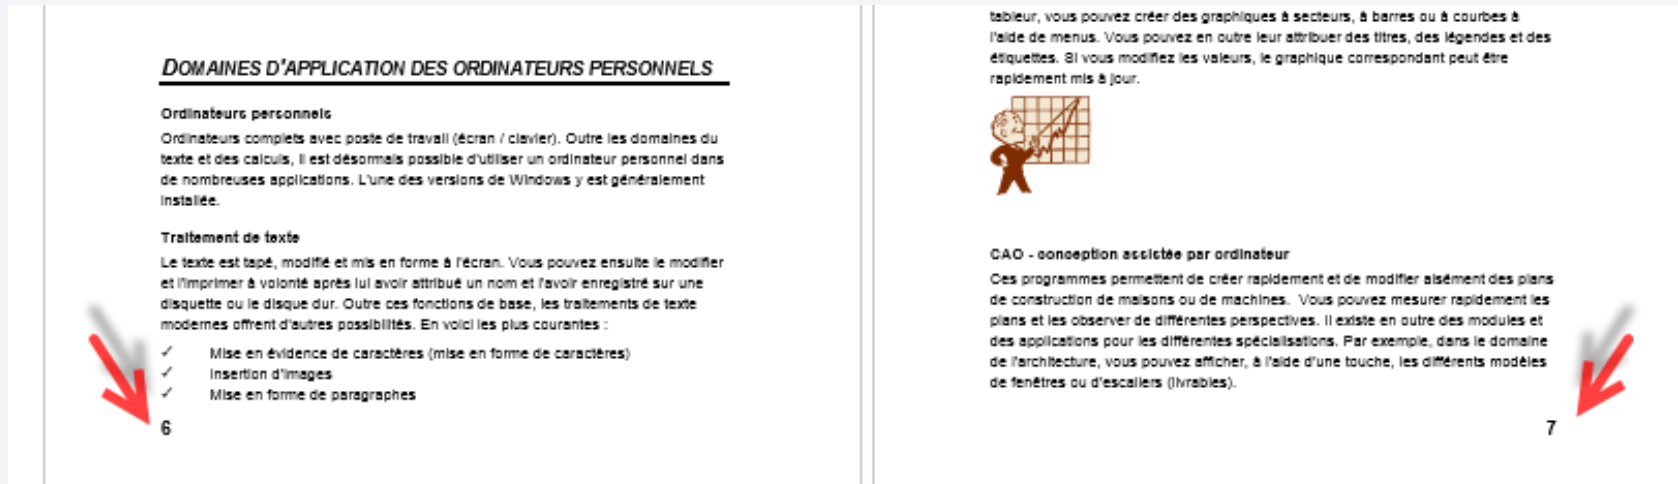 DOMAINES D'APPLICATION DES ORDINATEURS PERSONNELS
Ordinateurs personnels
Ordinateurs complets avec poste de travail (écran / clavier). Outre les domaines du
texte et des calculs, il est désormais possible d'utiliser un ordinateur personnel dans
de nombreuses applications. L'une des versions de Windows y est généralement
installée.
Traitement de texte
Le texte est tapé, modifié et mis en forme à l'écran. Vous pouvez ensuite le modifier
et l'imprimer à volonté après lui avoir attribué un nom et l'avoir enregistré sur une
disquette ou le disque dur. Outre ces fonctions de base, les traitements de texte
modernes offrent d'autres possibilités. En voici les plus courantes :
✓ Mise en évidence de caractères (mise en forme de caractères)
✓ Insertion d'images
✓ Mise en forme de paragraphes
6
tableur, vous pouvez créer des graphiques à secteurs, à barres ou à courbes à
l'aide de menus. Vous pouvez en outre leur attribuer des titres, des légendes et des
étiquettes. Si vous modifiez les valeurs, le graphique correspondant peut être
rapidement mis à jour.
CAO - conception assistée par ordinateur
Ces programmes permettent de créer rapidement et de modifier aisément des plans
de construction de maisons ou de machines. Vous pouvez mesurer rapidement les
plans et les observer de différentes perspectives. Il existe en outre des modules et
des applications pour les différentes spécialisations. Par exemple, dans le domaine
de l'architecture, vous pouvez afficher, à l'aide d'une touche, les différents modèles
de fenêtres ou d'escaliers (livrables).
7